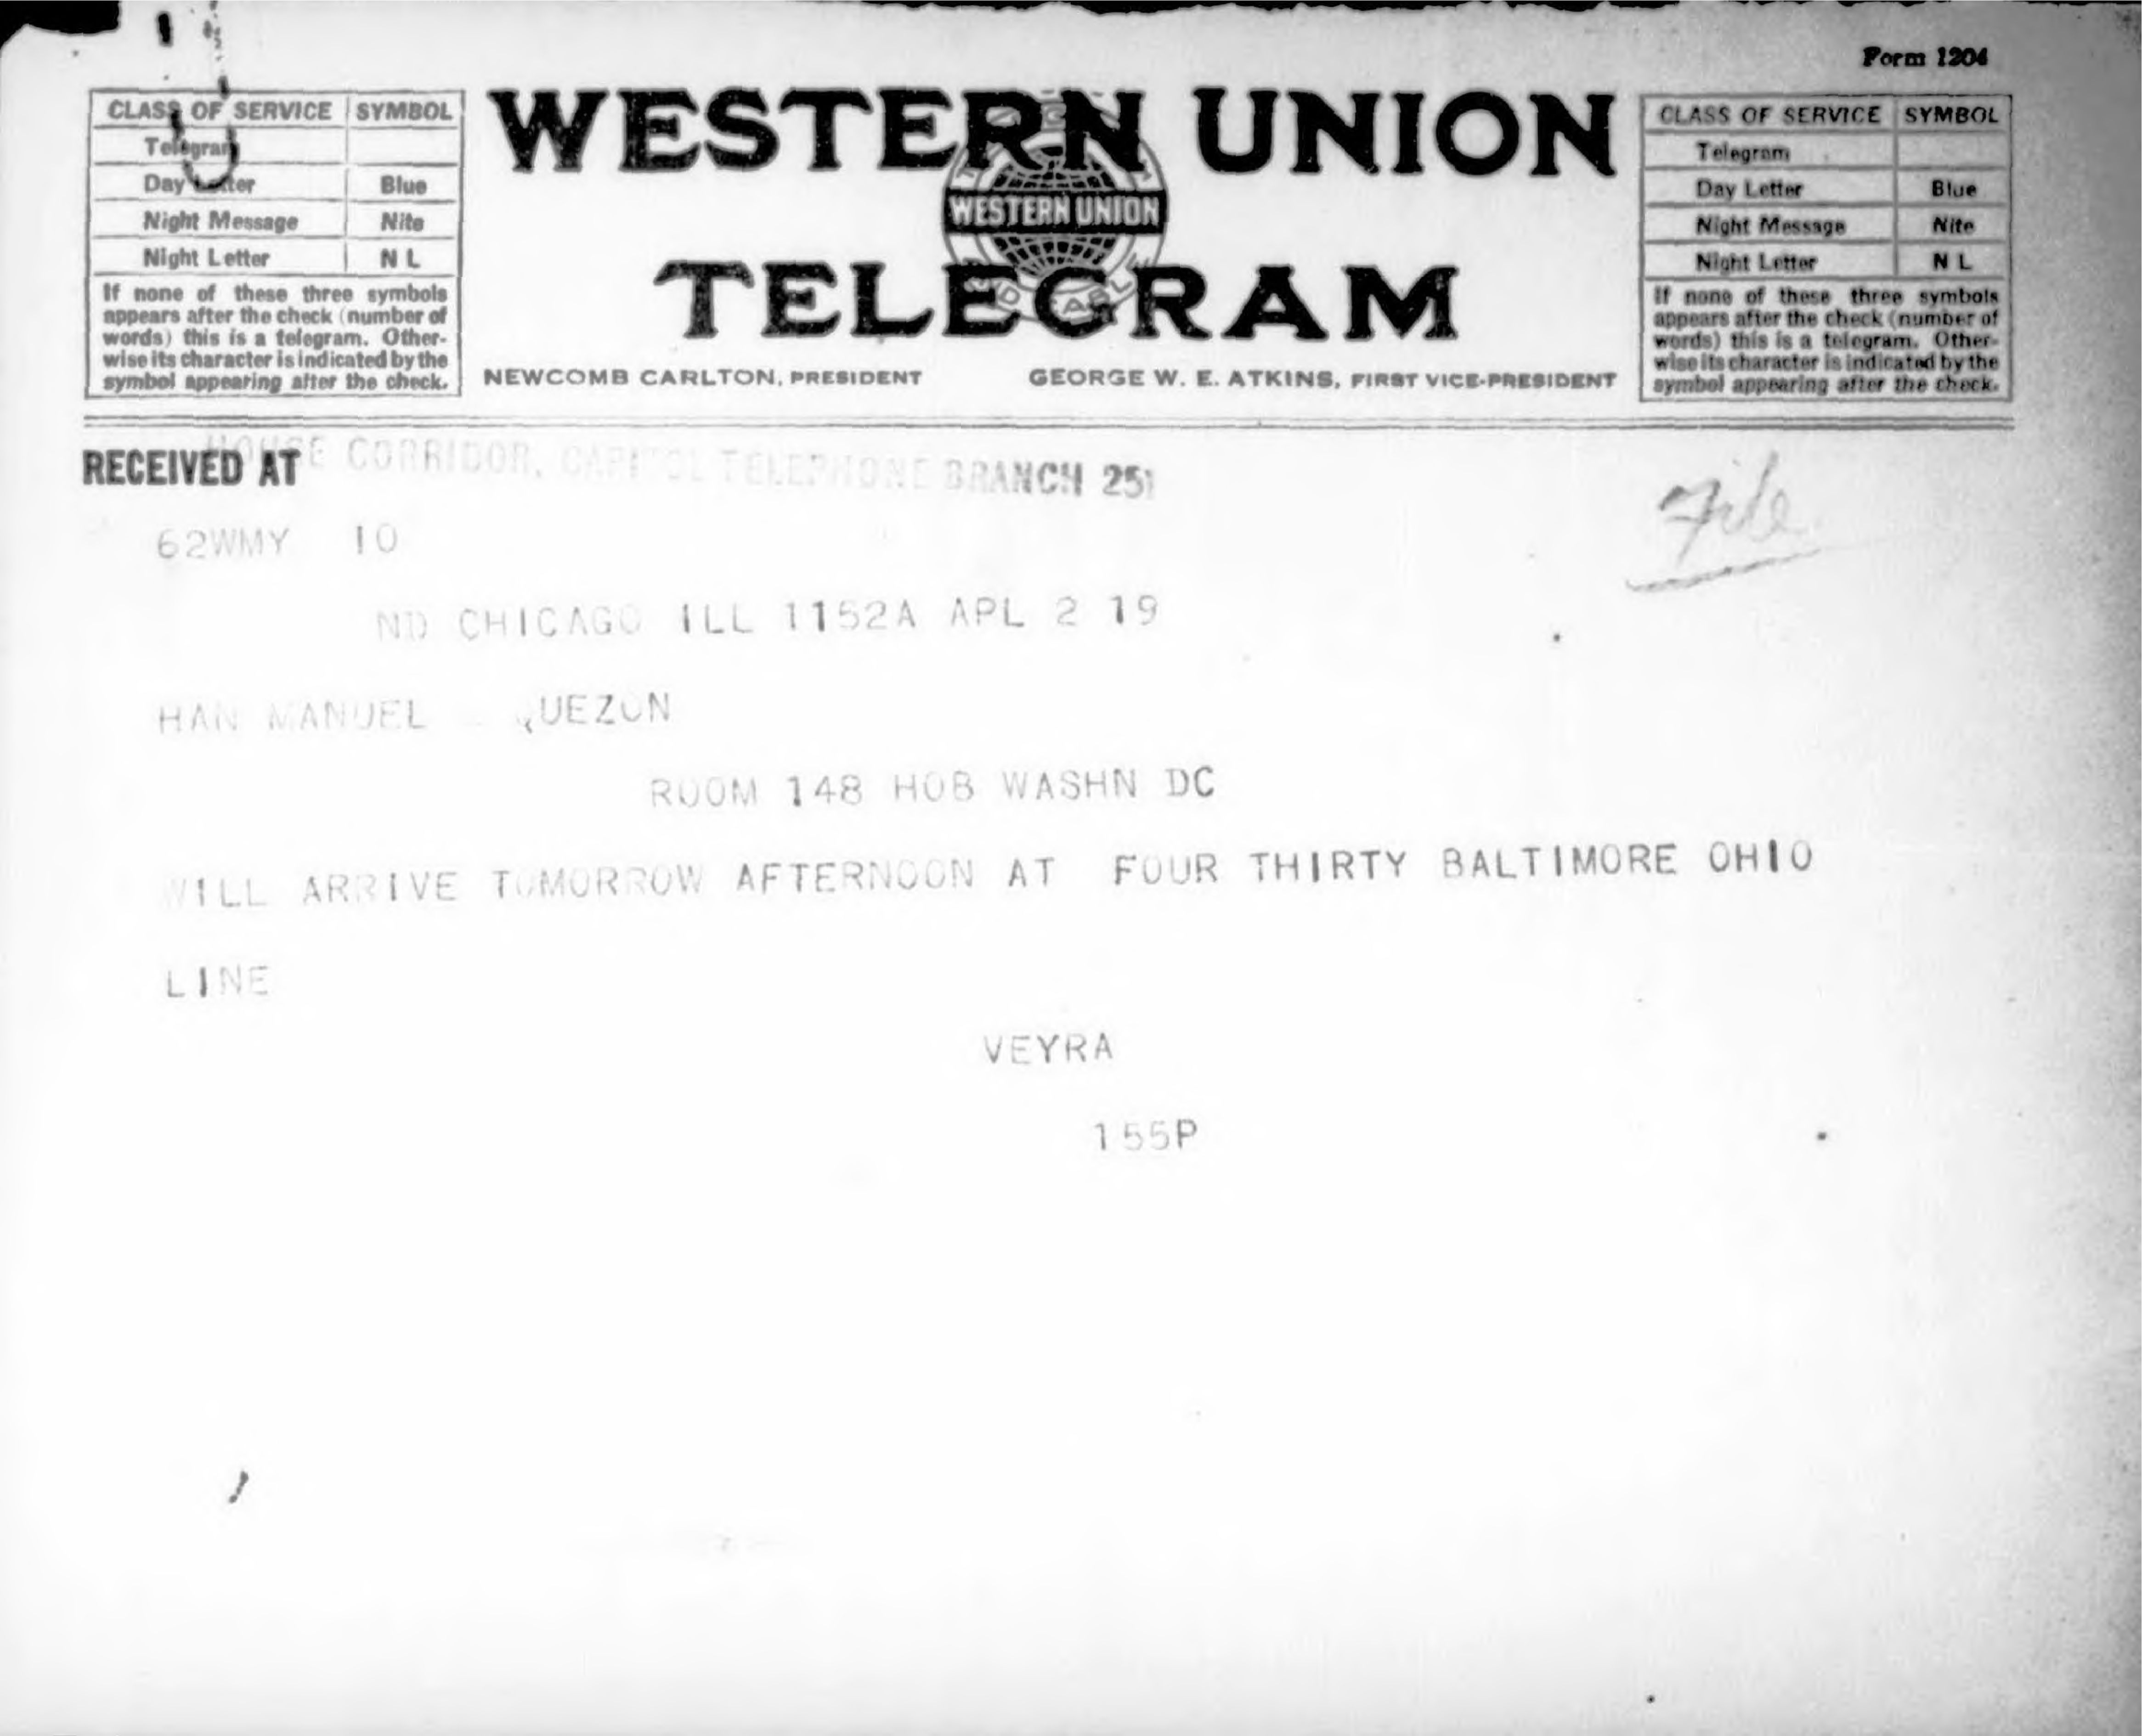 Form 1204
CLASS OF SERVICE SYMBOL
Telegram
Day Letter Blue
Night Message Nite
Night Letter N L
If none of these three symbols
appears after the check (number of
words) this is a telegram. Other-
wise its character is indicated by the
symbol appearing after the check.
WESTERN UNION
WESTERN UNION
TELEGRAM
NEWCOMB CARLTON, PRESIDENT GEORGE W. E. ATKINS, FIRST VICE-PRESIDENT
CLASS OF SERVICE SYMBOL
Telegram
Day Letter Blue
Night Message Nite
Night Letter N L
If none of these three symbols
appears after the check (number of
words) this is a telegram. Other-
wise its character is indicated by the
symbol appearing after the check.
RECEIVED AT HOUSE CORRIDOR, CAPITOL TELEPHONE BRANCH 251
File
62WMY 10
ND CHICAGO ILL 1152A APL 2 19
HAN MANUEL QUEZON
ROOM 148 HOB WASHN DC
WILL ARRIVE TOMORROW AFTERNOON AT FOUR THIRTY BALTIMORE OHIO
LINE
VEYRA
155P